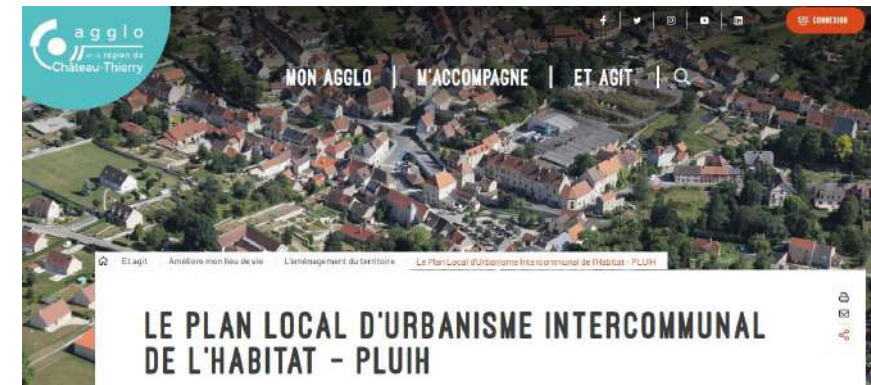 agglo
de la région de
Château-Thierry
CONNEXION
MON AGGLO | M'ACCOMPAGNE | ET AGIT
Et agit
Améliore mon lieu de vie
L'aménagement du territoire
Le Plan Local d'Urbanisme Intercommunal de l'Habitat - PLUIH
LE PLAN LOCAL D'URBANISME INTERCOMMUNAL
DE L'HABITAT - PLUIH